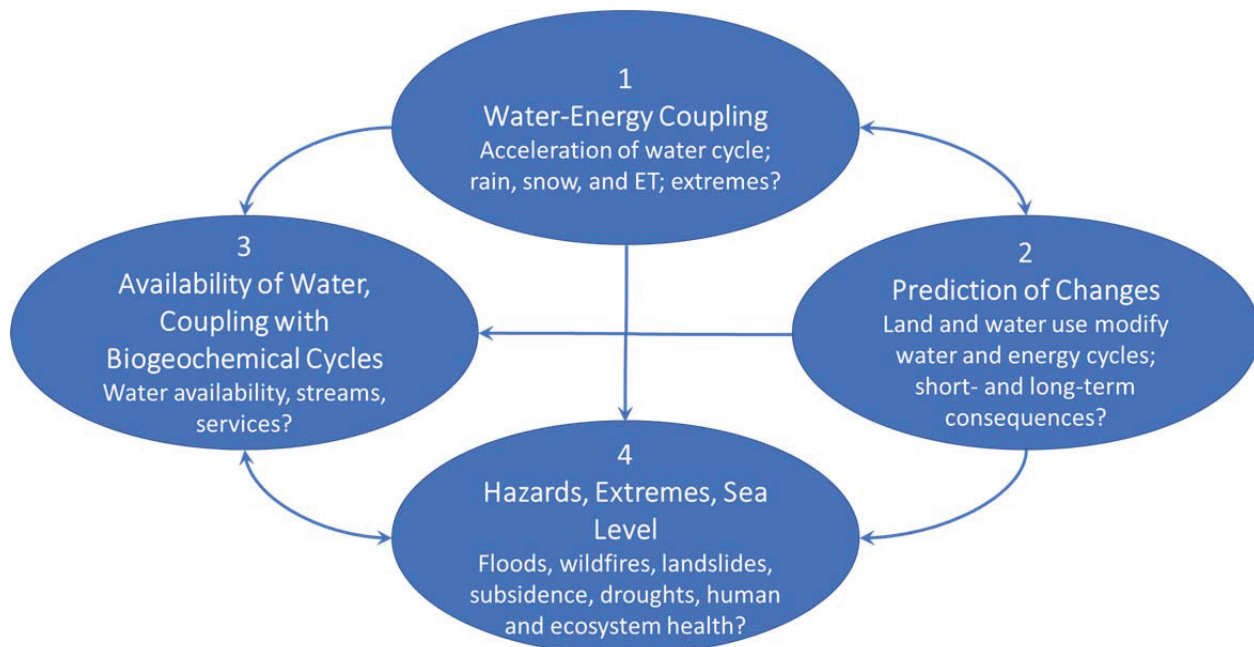 1
Water-Energy Coupling
Acceleration of water cycle;
rain, snow, and ET; extremes?
2
Prediction of Changes
Land and water use modify
water and energy cycles;
short- and long-term
consequences?
3
Availability of Water,
Coupling with
Biogeochemical Cycles
Water availability, streams,
services?
4
Hazards, Extremes, Sea
Level
Floods, wildfires, landslides,
subsidence, droughts, human
and ecosystem health?